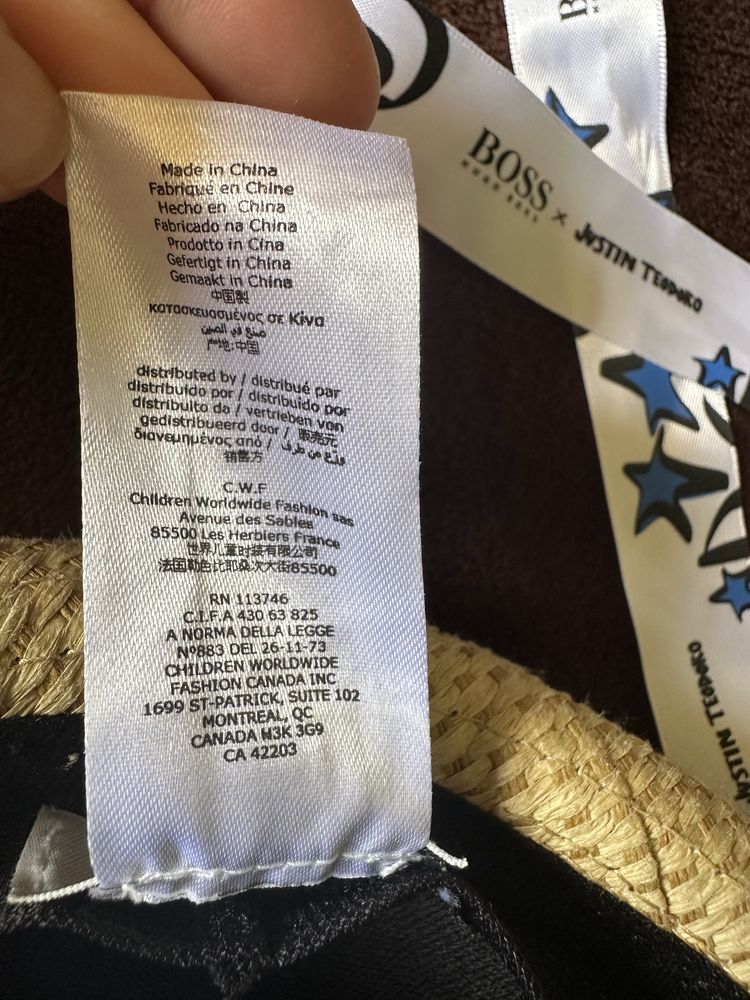 Made in China
Fabriqué en Chine
Hecho en China
Fabricado na China
Prodotto in Cina
Gefertigt in China
Gemaakt in China
中国製
κατασκευασμένος σε Κίνα
صنع في الصين
产地:中国
distributed by / distribué par
distribuido por / distribuído por
distribuito da / vertrieben von
gedistribueerd door / 販売元
διανεμημένος από / وزّع من طرف
销售方
C.W.F
Children Worldwide Fashion sas
Avenue des Sables
85500 Les Herbiers France
世界儿童时装有限公司
法国勒色比耶桑次大街85500
RN 113746
C.I.F.A 430 63 825
A NORMA DELLA LEGGE
Nº883 DEL 26-11-73
CHILDREN WORLDWIDE
FASHION CANADA INC
1699 ST-PATRICK, SUITE 102
MONTREAL, QC
CANADA M3K 3G9
CA 42203
BOSS
HUGO BOSS
× JUSTIN TEODORO
JUSTIN TEODORO